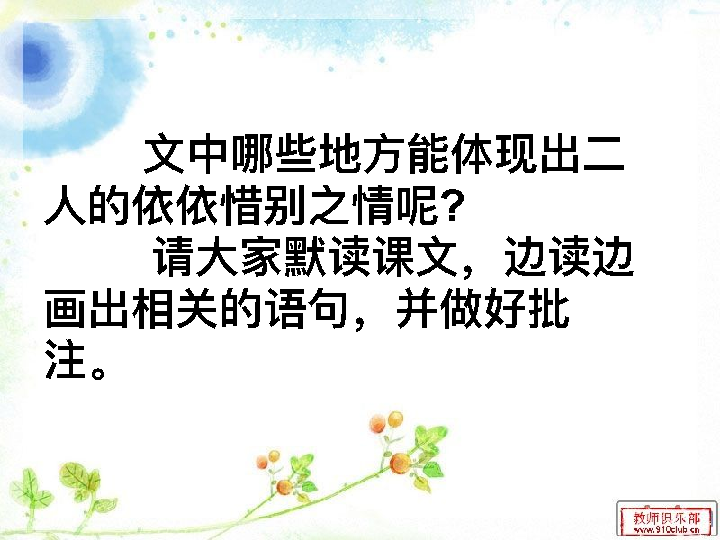 文中哪些地方能体现出二
人的依依惜别之情呢?
请大家默读课文，边读边
画出相关的语句，并做好批
注。
教师俱乐部
www.910club.cn